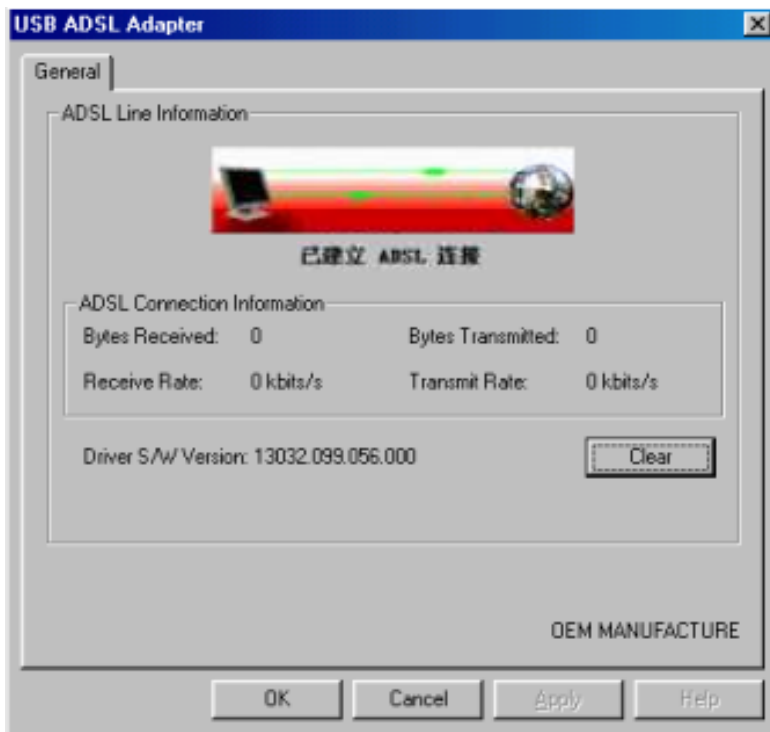 USB ADSL Adapter
General
ADSL Line Information
已建立 ADSL 连接
ADSL Connection Information
Bytes Received: 0 Bytes Transmitted: 0
Receive Rate: 0 kbits/s Transmit Rate: 0 kbits/s
Driver S/W Version: 13032.099.056.000 Clear
OEM MANUFACTURE
OK Cancel Apply Help